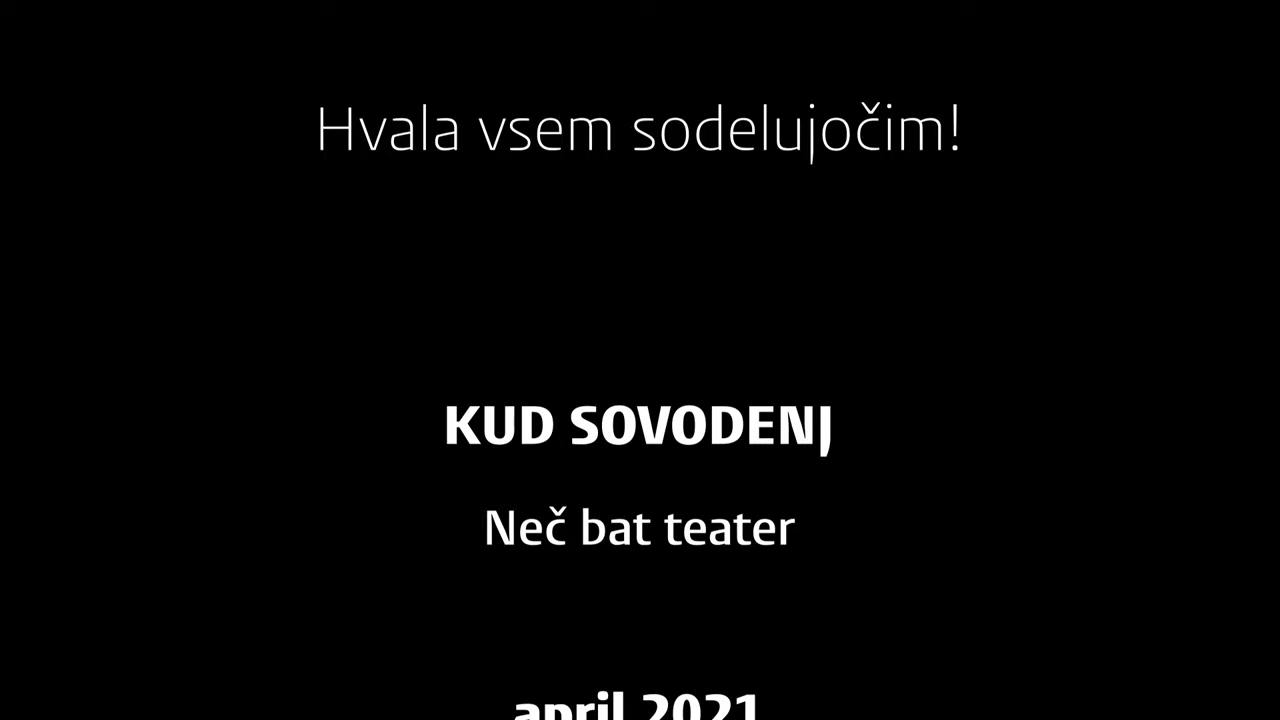 Hvala vsem sodelujočim!
KUD SOVODENJ
Neč bat teater
april 2021